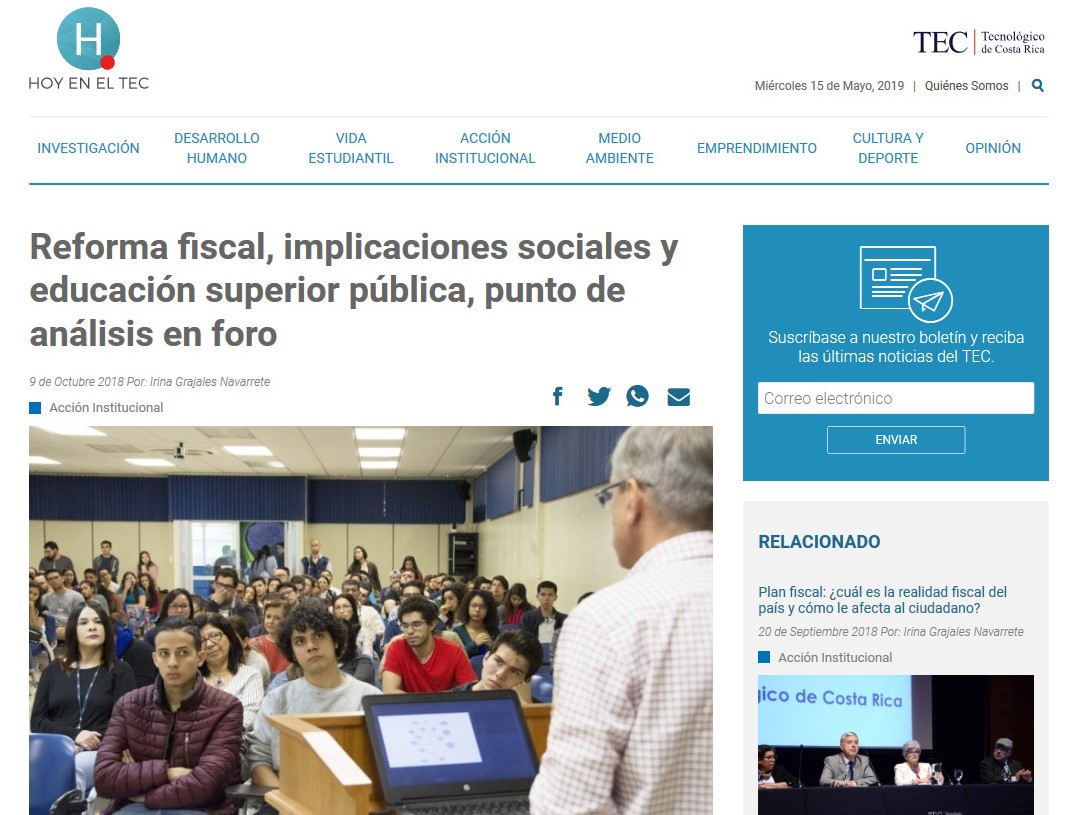 H
HOY EN EL TEC
TEC | Tecnológico
de Costa Rica
Miércoles 15 de Mayo, 2019 | Quiénes Somos |
INVESTIGACIÓN
DESARROLLO
HUMANO
VIDA
ESTUDIANTIL
ACCIÓN
INSTITUCIONAL
MEDIO
AMBIENTE
EMPRENDIMIENTO
CULTURA Y
DEPORTE
OPINIÓN
Reforma fiscal, implicaciones sociales y
educación superior pública, punto de
análisis en foro
9 de Octubre 2018 Por: Irina Grajales Navarrete
Acción Institucional
Suscríbase a nuestro boletín y reciba
las últimas noticias del TEC.
Correo electrónico
ENVIAR
RELACIONADO
Plan fiscal: ¿cuál es la realidad fiscal del
país y cómo le afecta al ciudadano?
20 de Septiembre 2018 Por: Irina Grajales Navarrete
Acción Institucional
gico de Costa Rica